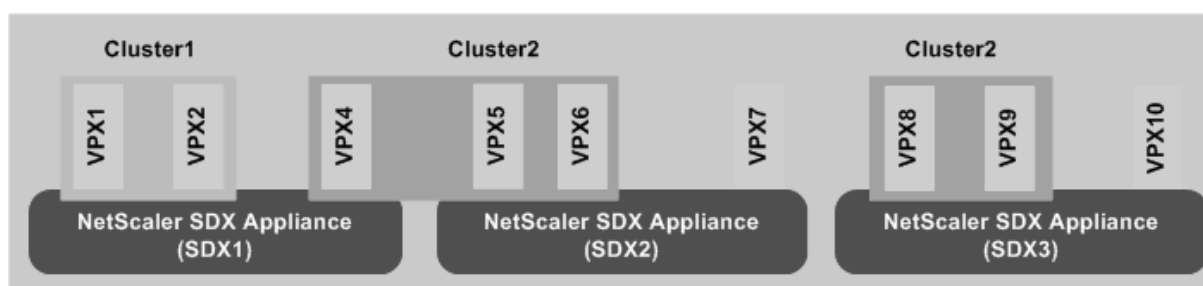 Cluster1
Cluster2
Cluster2
VPX1
VPX2
VPX4
VPX5
VPX6
VPX7
VPX8
VPX9
VPX10
NetScaler SDX Appliance
(SDX1)
NetScaler SDX Appliance
(SDX2)
NetScaler SDX Appliance
(SDX3)